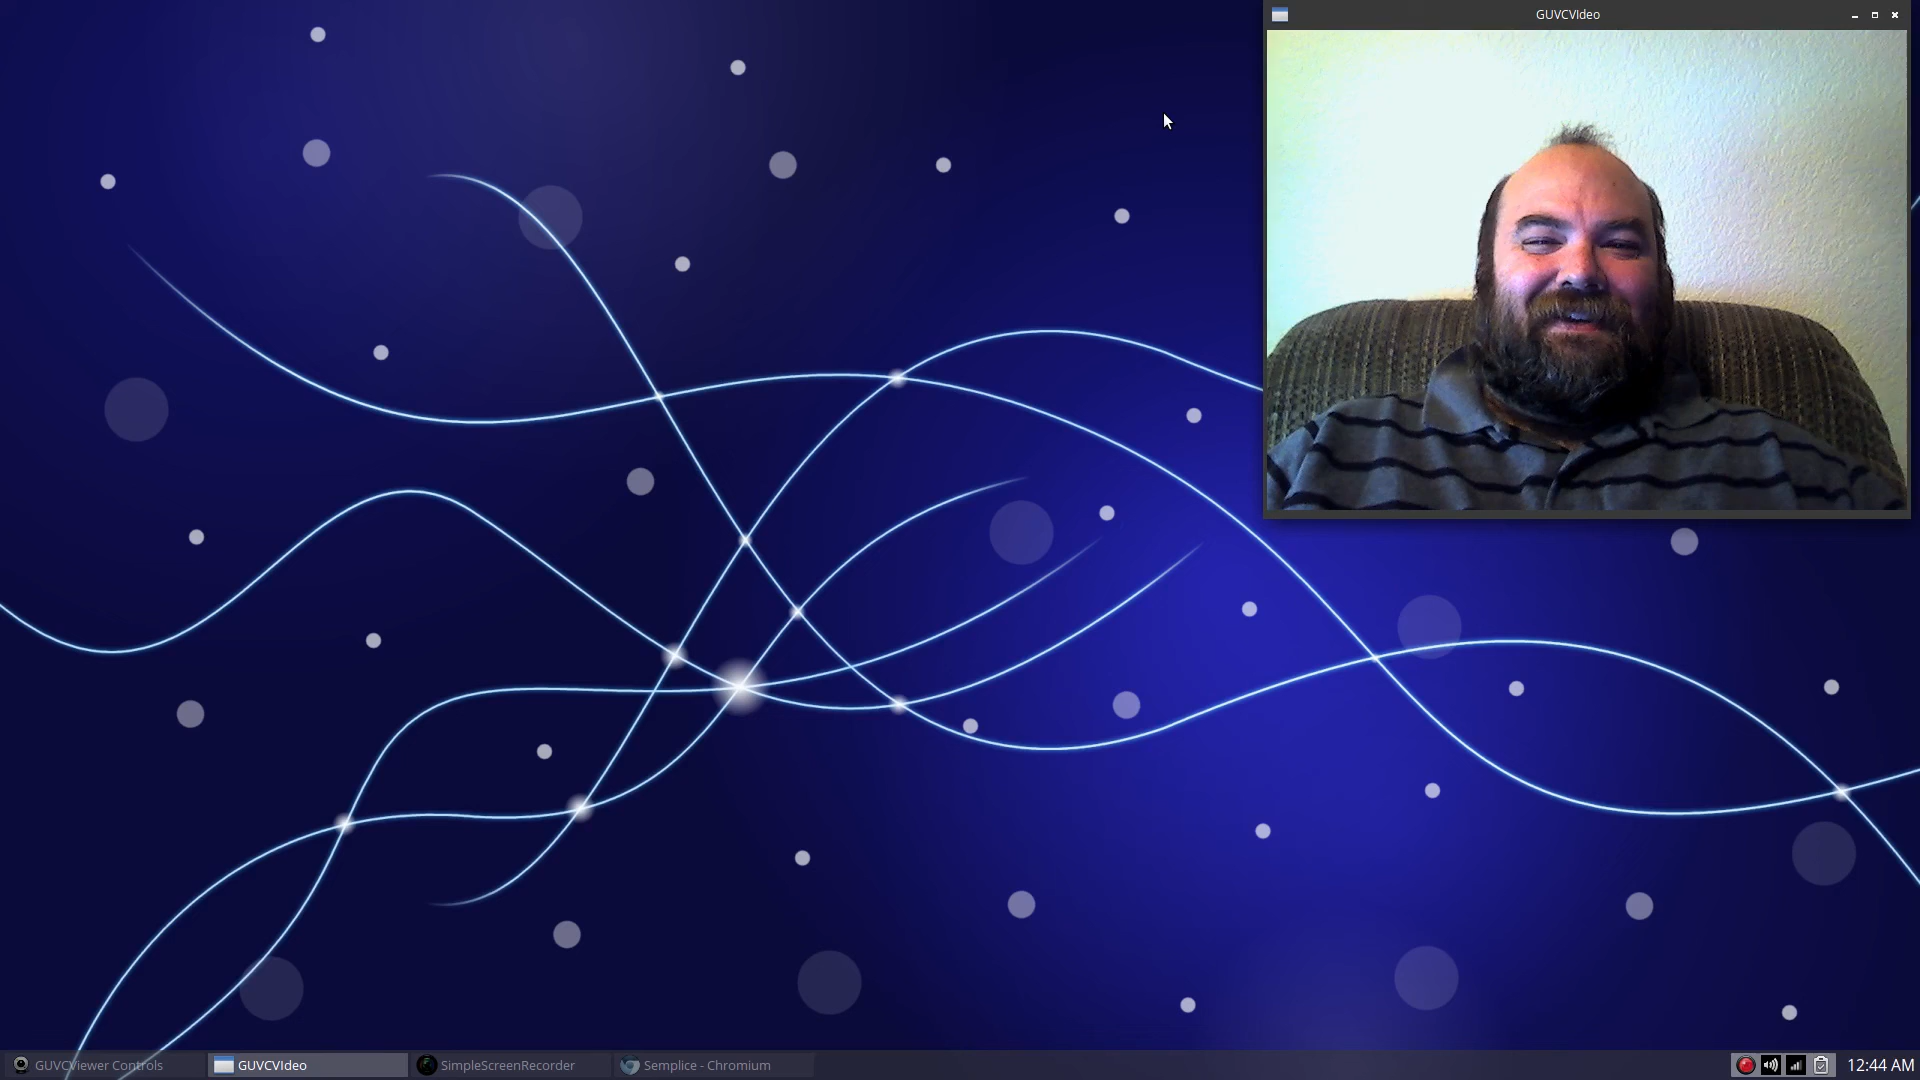 GUVCVIdeo
GUVCViewer Controls
GUVCVIdeo
SimpleScreenRecorder
Semplice - Chromium
12:44 AM